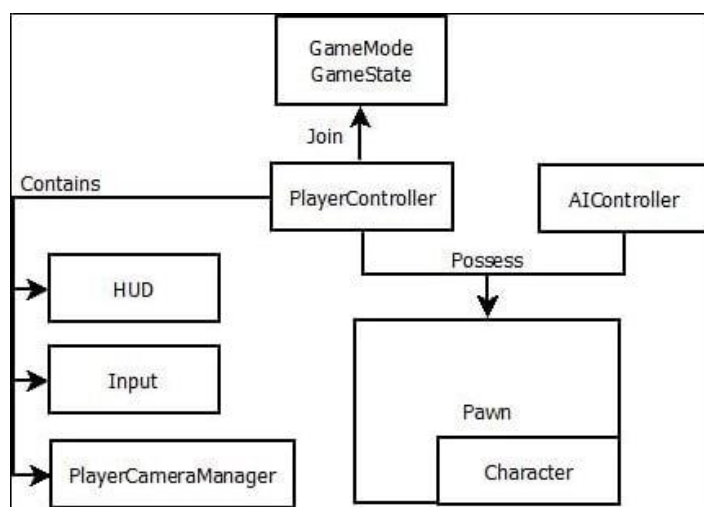 GameMode
GameState
Join
Contains
PlayerController
AIController
Possess
HUD
Input
Pawn
PlayerCameraManager
Character